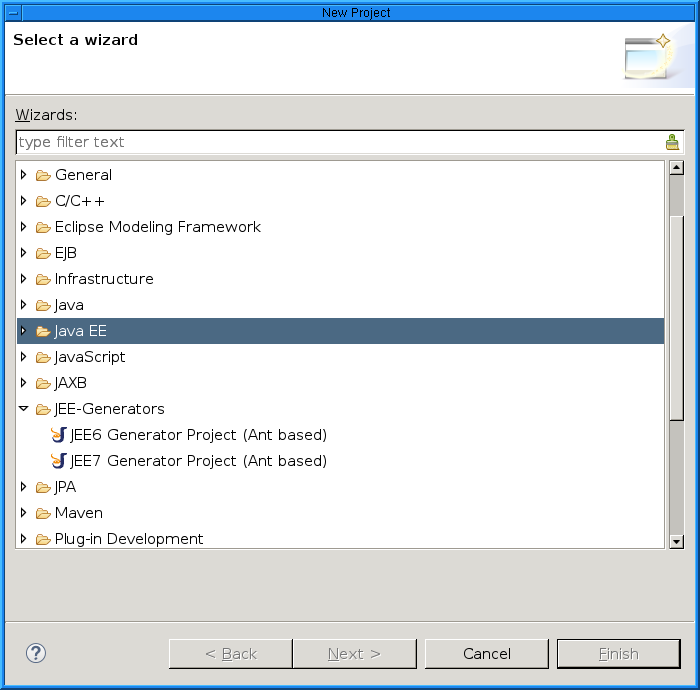 New Project
Select a wizard
Wizards:
type filter text
General
C/C++
Eclipse Modeling Framework
EJB
Infrastructure
Java
Java EE
JavaScript
JAXB
JEE-Generators
JEE6 Generator Project (Ant based)
JEE7 Generator Project (Ant based)
JPA
Maven
Plug-in Development
? < Back Next > Cancel Finish